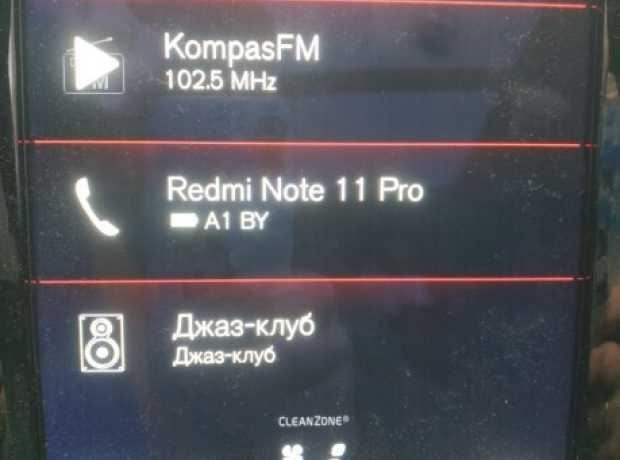 KompasFM
102.5 MHz
Redmi Note 11 Pro
A1 BY
Джаз-клуб
Джаз-клуб
CLEANZONE®